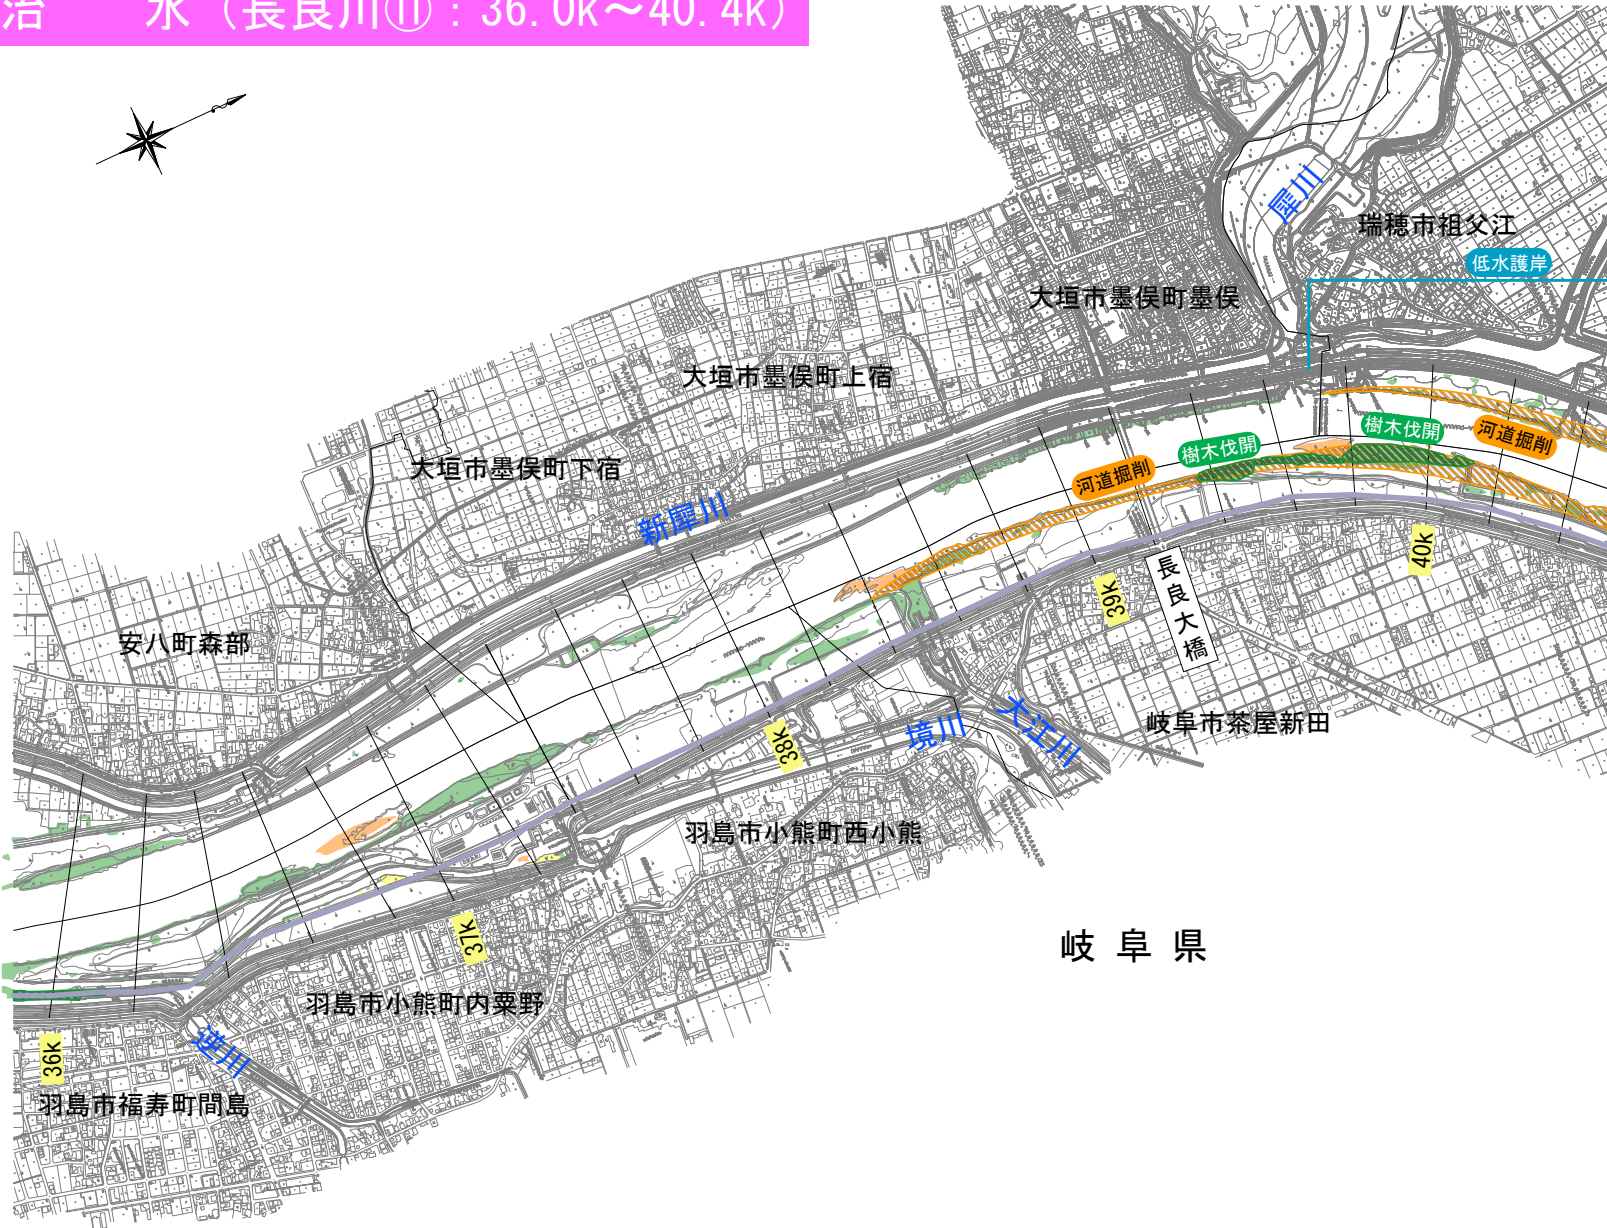 治　　水（長良川⑪：36.0k～40.4k）
犀川
瑞穂市祖父江
低水護岸
大垣市墨俣町墨俣
大垣市墨俣町上宿
樹木伐開
河道掘削
樹木伐開
河道掘削
大垣市墨俣町下宿
新犀川
40k
長良大橋
39k
安八町森部
大江川
境川
岐阜市茶屋新田
38k
羽島市小熊町西小熊
37k
岐阜県
羽島市小熊町内粟野
逆川
36k
羽島市福寿町間島